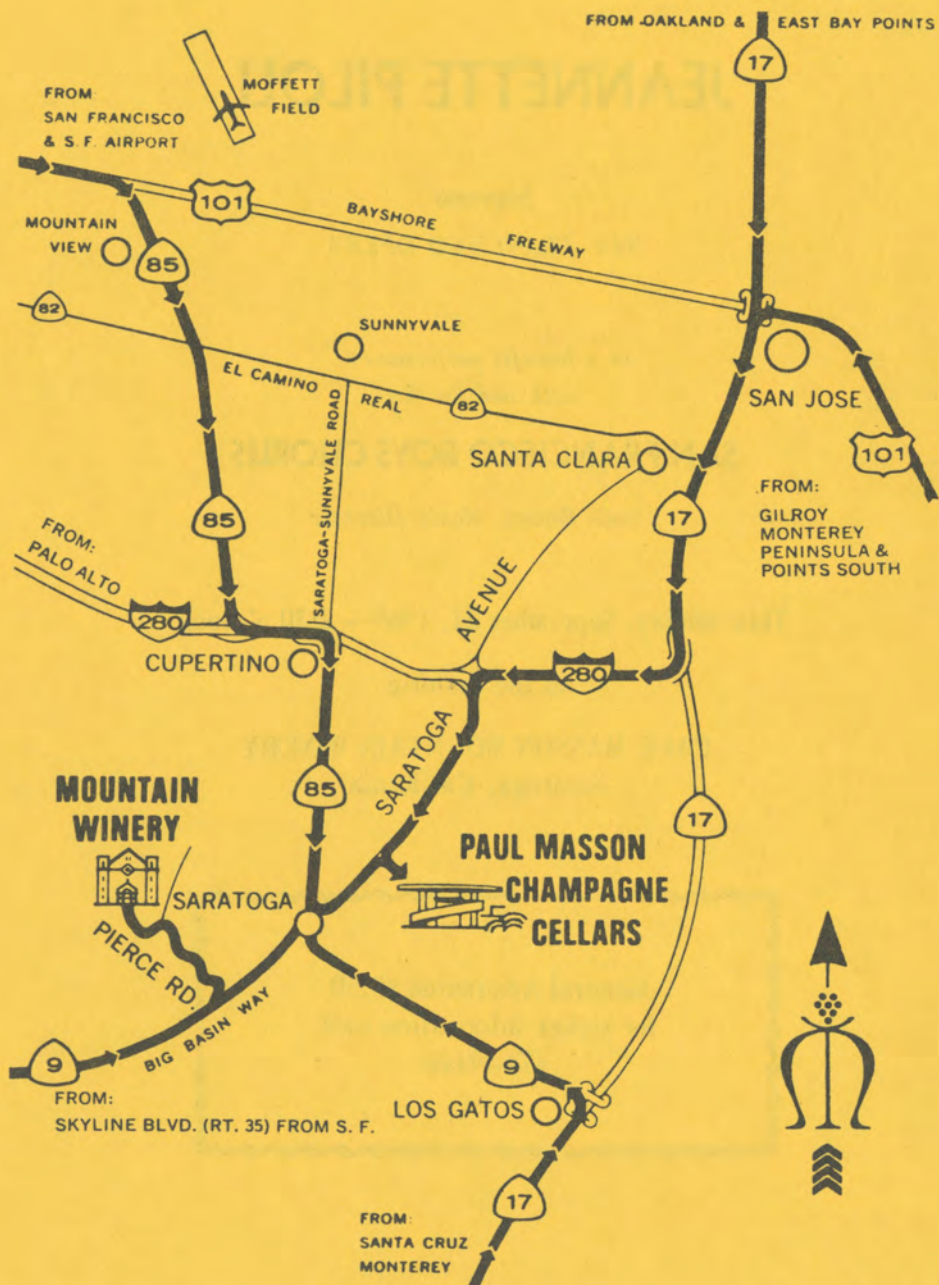 FROM OAKLAND & EAST BAY POINTS
17
MOFFETT
FIELD
FROM:
SAN FRANCISCO
& S.F. AIRPORT
101
BAYSHORE
FREEWAY
MOUNTAIN
VIEW
85
82
SUNNYVALE
EL CAMINO
REAL
82
SAN JOSE
SANTA CLARA
101
FROM:
GILROY
MONTEREY
PENINSULA &
POINTS SOUTH
85
17
SARATOGA-SUNNYVALE ROAD
FROM:
PALO ALTO
280
AVENUE
CUPERTINO
280
SARATOGA
85
17
MOUNTAIN
WINERY
PAUL MASSON
CHAMPAGNE
CELLARS
SARATOGA
PIERCE RD.
BIG BASIN WAY
9
9
FROM:
SKYLINE BLVD. (RT. 35) FROM S. F.
LOS GATOS
17
FROM:
SANTA CRUZ
MONTEREY
JEANNETTE PILOU